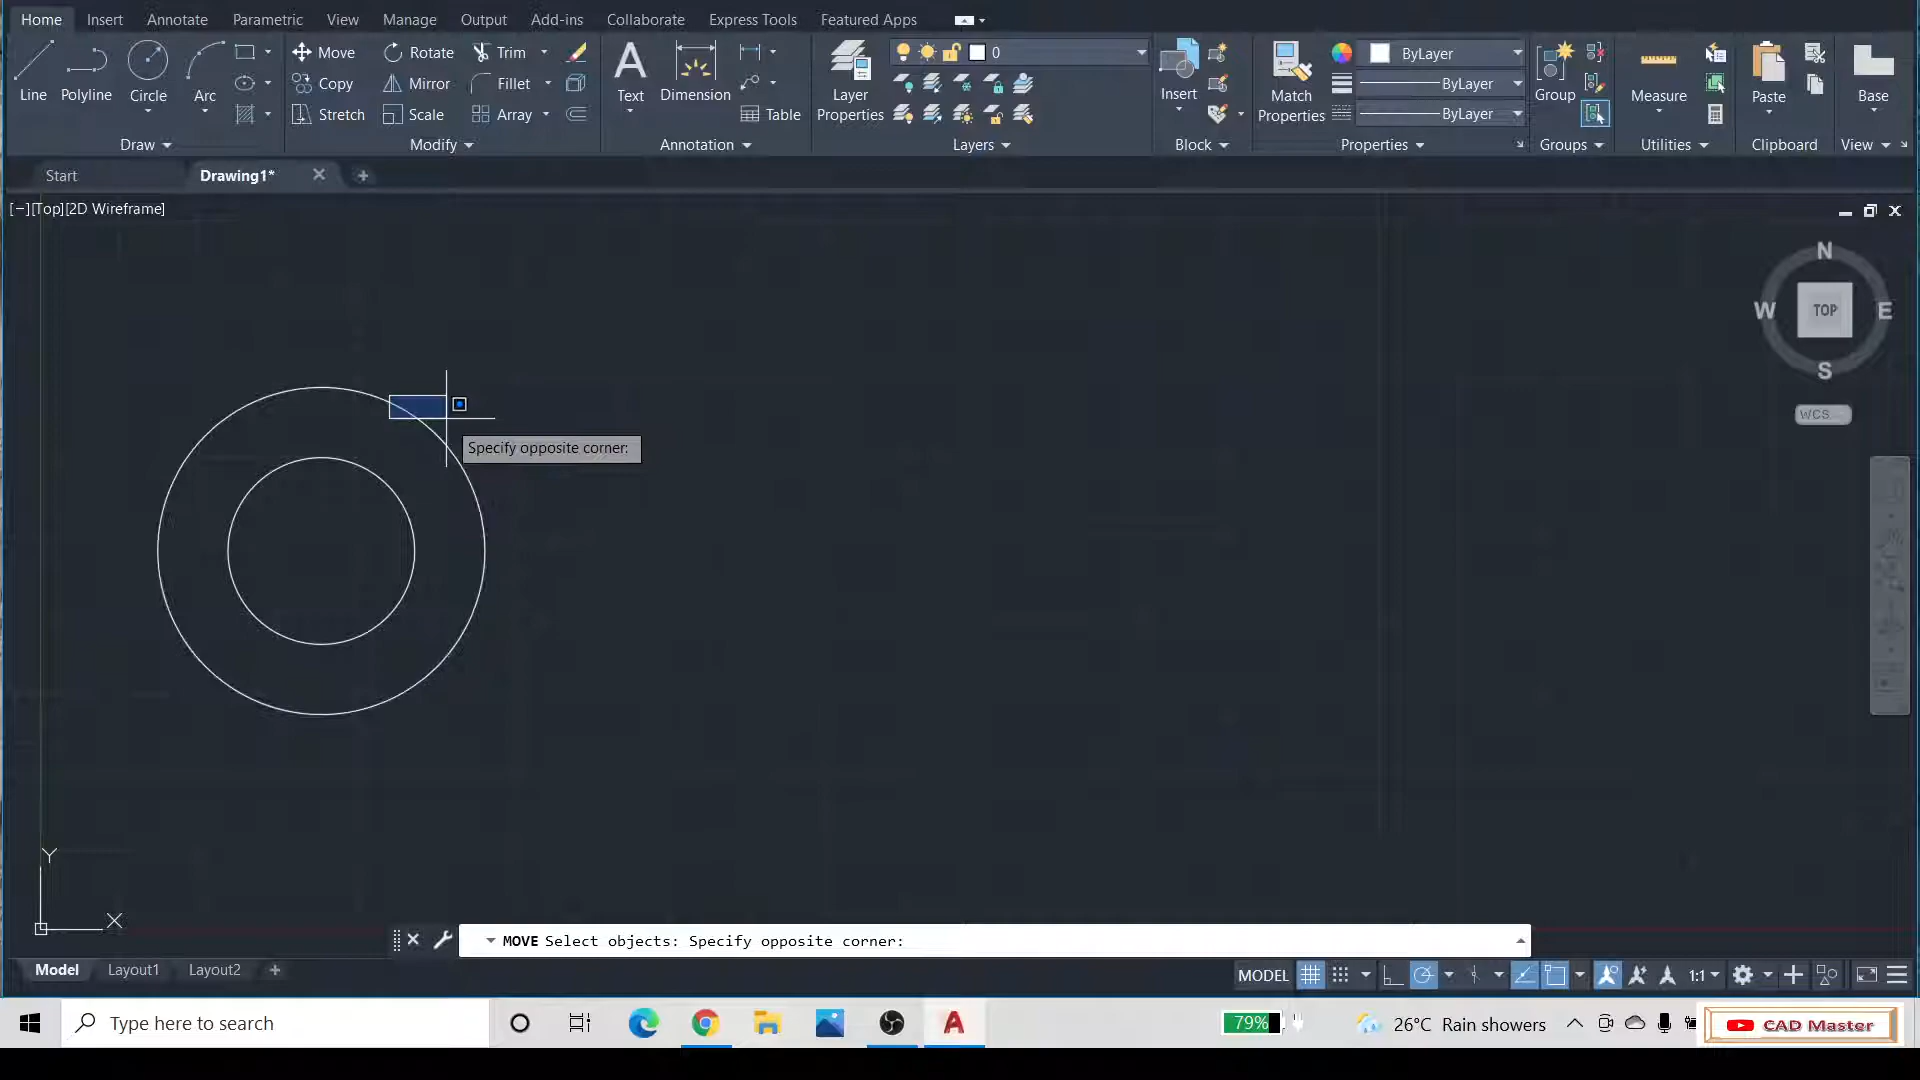 Home Insert Annotate Parametric View Manage Output Add-ins Collaborate Express Tools Featured Apps
Move Rotate Trim 0 ByLayer
Line Polyline Circle Arc Copy Mirror Fillet Text Dimension Layer Properties Insert Match Properties ByLayer Group Measure Paste Base
Stretch Scale Array Table ByLayer
Draw Modify Annotation Layers Block Properties Groups Utilities Clipboard View
Start Drawing1*
[−][Top][2D Wireframe]
N
W TOP E
S
WCS
Specify opposite corner:
Y
X
MOVE Select objects: Specify opposite corner:
Model Layout1 Layout2 MODEL 1:1
Type here to search 79% 26°C Rain showers CAD Master